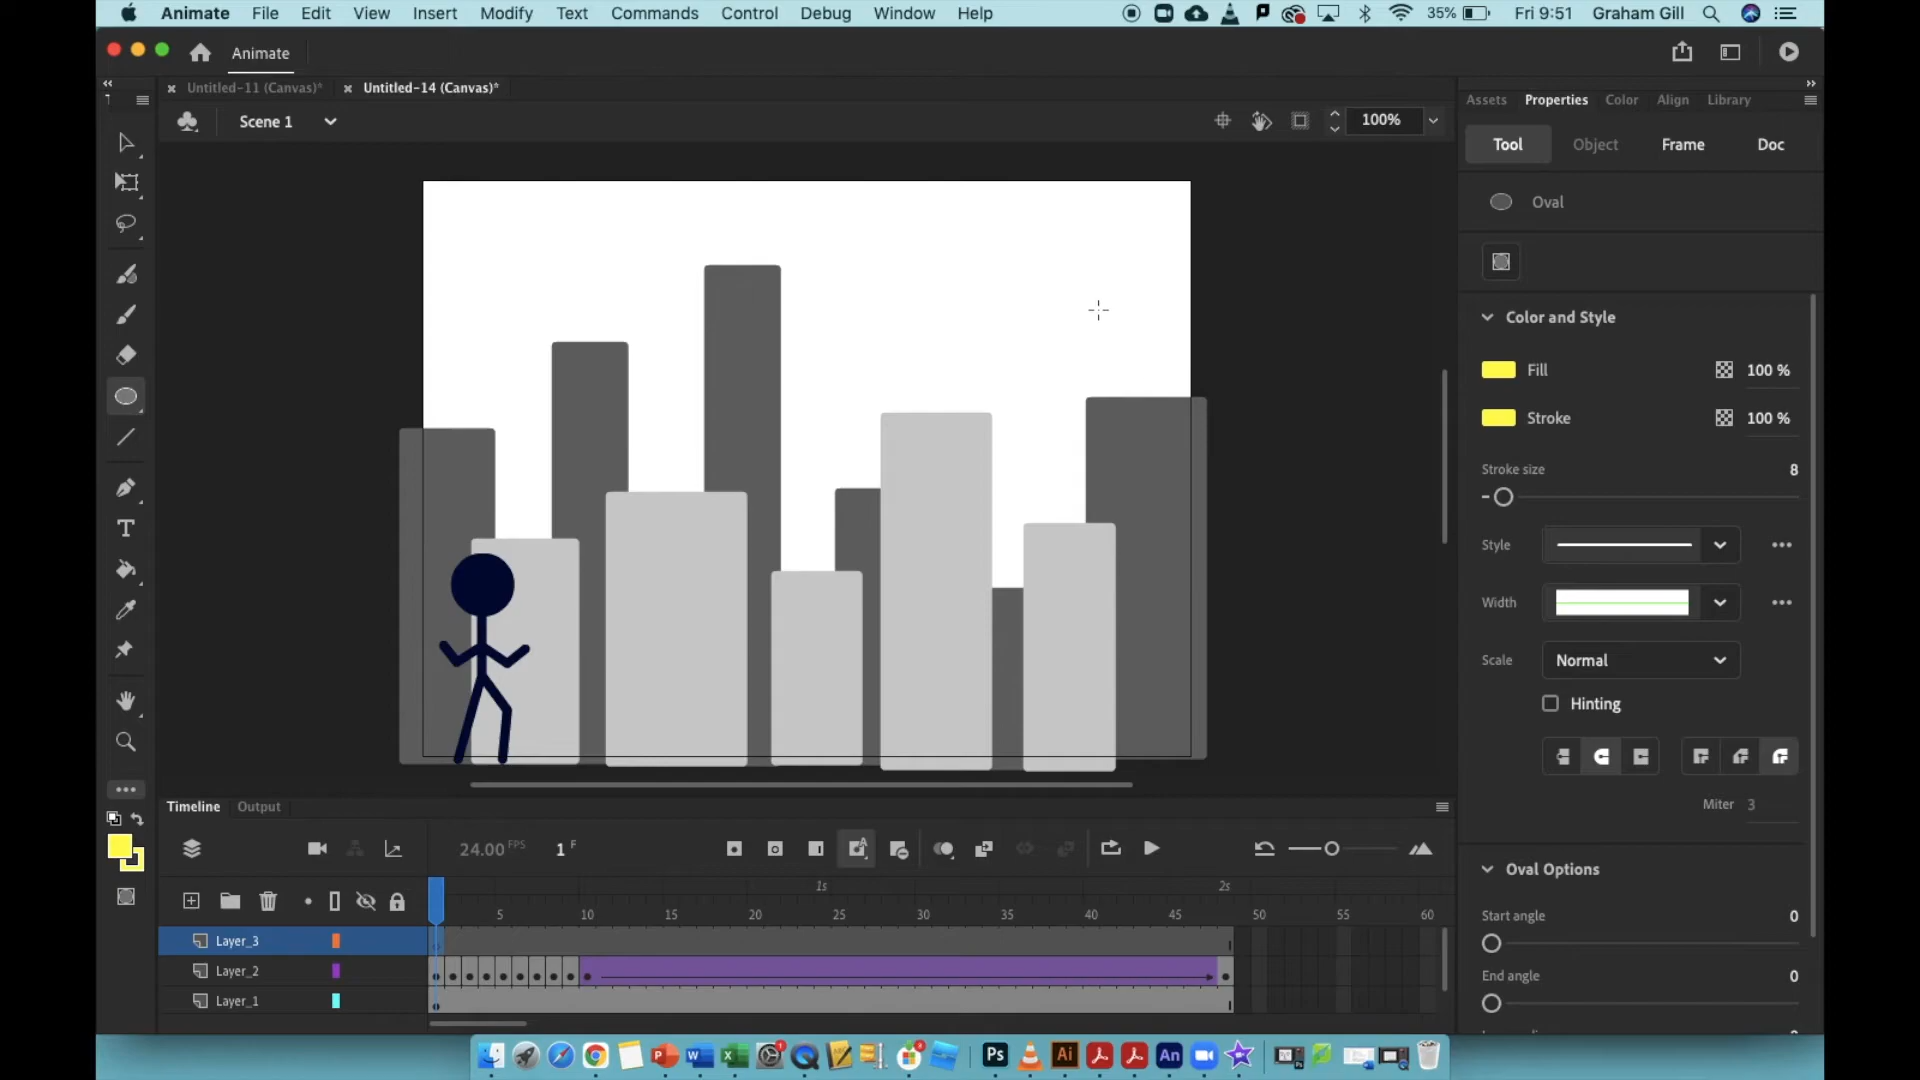 Animate File Edit View Insert Modify Text Commands Control Debug Window Help 35% Fri 9:51 Graham Gill
Animate
Untitled-11 (Canvas)* Untitled-14 (Canvas)*
Assets Properties Color Align Library
Scene 1 100%
Tool Object Frame Doc
Oval
Color and Style
Fill 100 %
Stroke 100 %
Stroke size 8
Style
Width
Scale Normal
Hinting
Miter 3
Oval Options
Start angle 0
End angle 0
T
Timeline Output
24.00 FPS 1 F
1s 2s
5 10 15 20 25 30 35 40 45 50 55 60
Layer_3
Layer_2
Layer_1
Ps Ai An